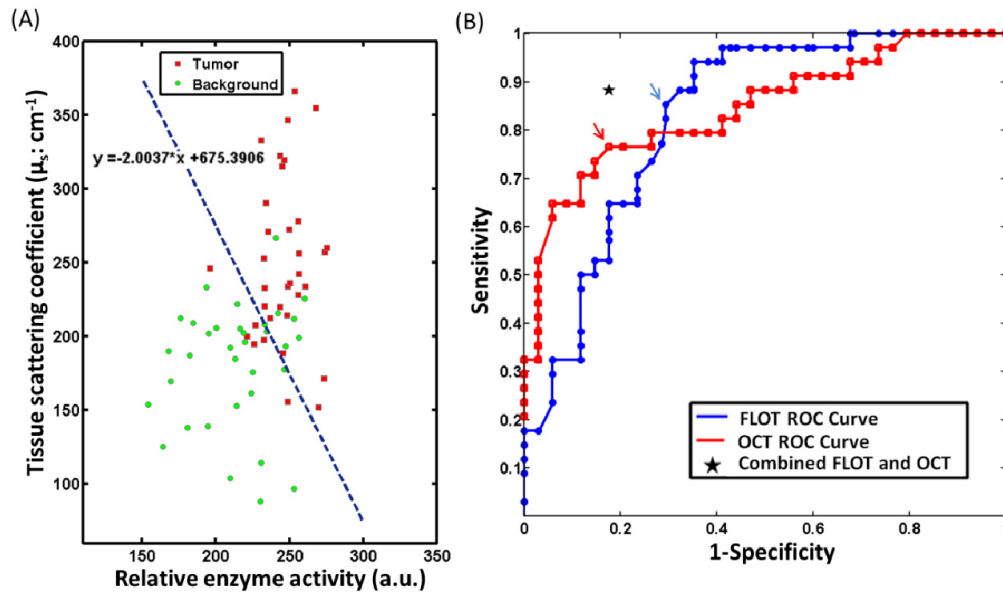 (A)
Tissue scattering coefficient (μs: cm-1)
400
350
300
250
200
150
100
Tumor
Background
y =-2.0037*x +675.3906
150 200 250 300 350
Relative enzyme activity (a.u.)
(B)
Sensitivity
1
0.9
0.8
0.7
0.6
0.5
0.4
0.3
0.2
0.1
FLOT ROC Curve
OCT ROC Curve
Combined FLOT and OCT
0 0.2 0.4 0.6 0.8
1-Specificity